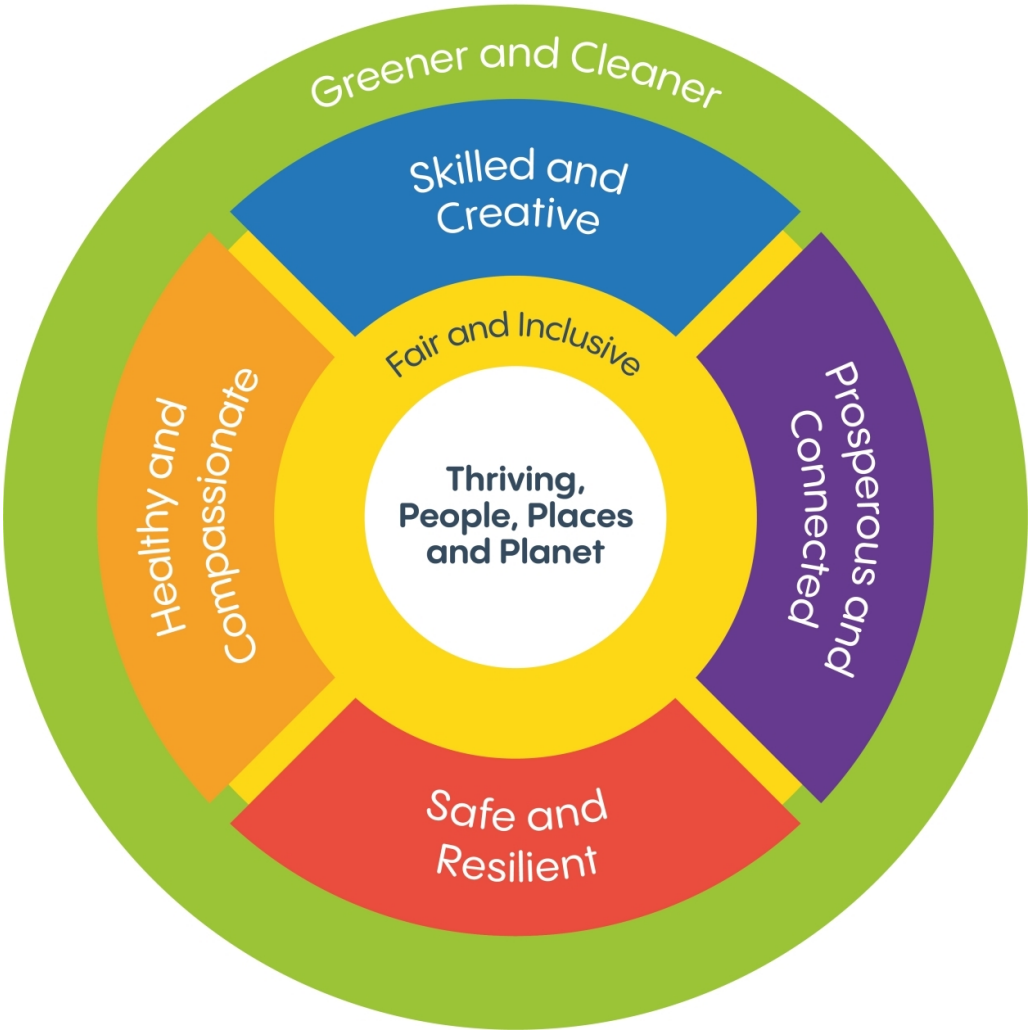 Greener and Cleaner
Skilled and
Creative
Fair and Inclusive
Healthy and
Compassionate
Thriving,
People, Places
and Planet
Prosperous and
Connected
Safe and
Resilient